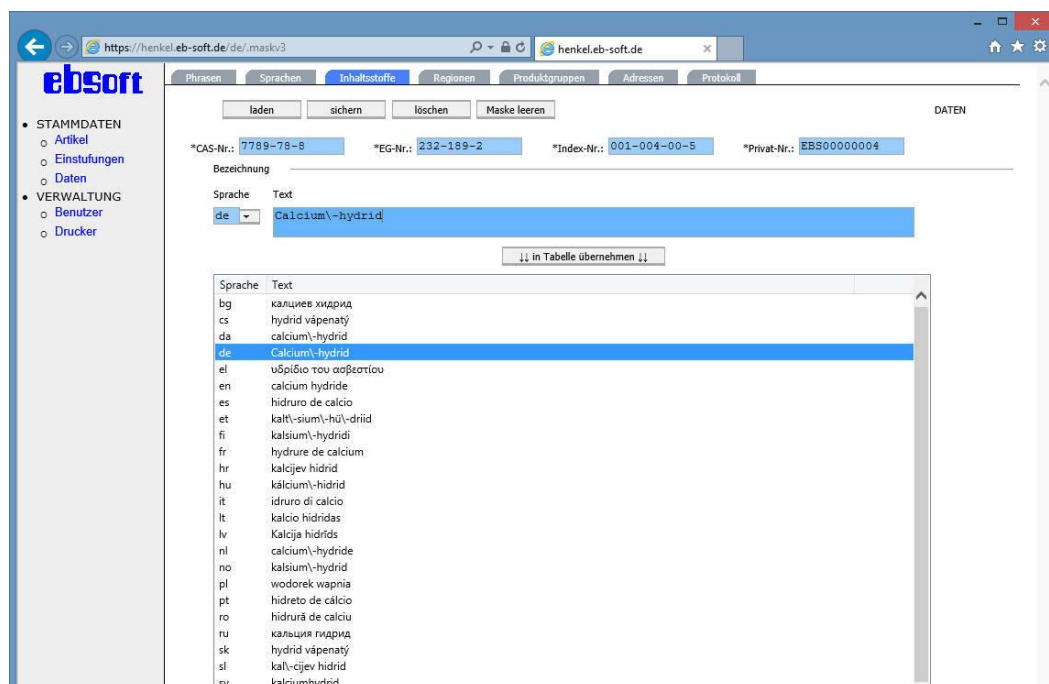 https://henkel.eb-soft.de/de/.maskv3
henkel.eb-soft.de
ebsoft
Phrasen Sprachen Inhaltsstoffe Regionen Produktgruppen Adressen Protokoll
laden sichern löschen Maske leeren DATEN
• STAMMDATEN
o Artikel
o Einstufungen
o Daten
• VERWALTUNG
o Benutzer
o Drucker
*CAS-Nr.: 7789-78-8 *EG-Nr.: 232-189-2 *Index-Nr.: 001-004-00-5 *Privat-Nr.: EBS00000004
Bezeichnung
Sprache Text
de Calcium\-hydrid
↓↓ in Tabelle übernehmen ↓↓
Sprache Text
bg калциев хидрид
cs hydrid vápenatý
da calcium\-hydrid
de Calcium\-hydrid
el υδρίδιο του ασβεστίου
en calcium hydride
es hidruro de calcio
et kalt\-sium\-hü\-driid
fi kalsium\-hydridi
fr hydrure de calcium
hr kalcijev hidrid
hu kálcium\-hidrid
it idruro di calcio
lt kalcio hidridas
lv Kalcija hidrīds
nl calcium\-hydride
no kalsium\-hydrid
pl wodorek wapnia
pt hidreto de cálcio
ro hidrură de calciu
ru кальция гидрид
sk hydrid vápenatý
sl kal\-cijev hidrid
sv kalciumhydrid